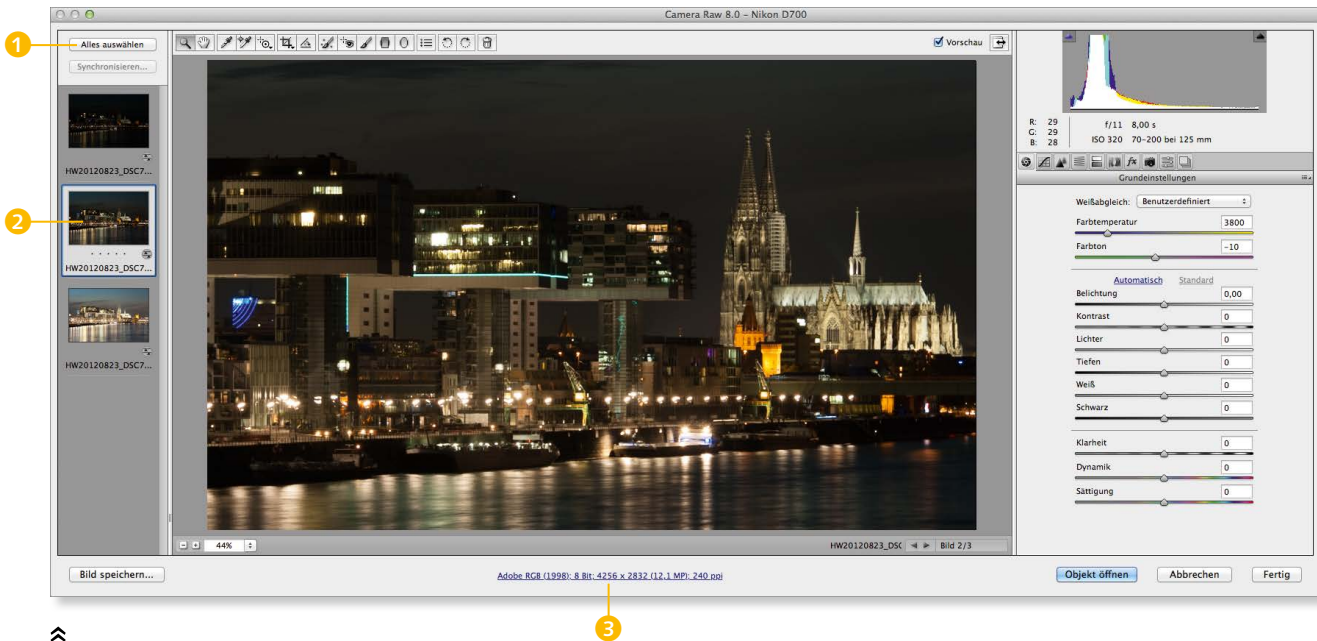 Camera Raw 8.0 – Nikon D700
1
Alles auswählen
Synchronisieren...
Vorschau
HW20120823_DSC7...
2
HW20120823_DSC7...
HW20120823_DSC7...
R: 29
G: 29
B: 28
f/11 8,00 s
ISO 320 70–200 bei 125 mm
fx
Grundeinstellungen
Weißabgleich: Benutzerdefiniert
Farbtemperatur 3800
Farbton -10
Automatisch Standard
Belichtung 0,00
Kontrast 0
Lichter 0
Tiefen 0
Weiß 0
Schwarz 0
Klarheit 0
Dynamik 0
Sättigung 0
44%
HW20120823_DSC Bild 2/3
Bild speichern...
Adobe RGB (1998); 8 Bit; 4256 x 2832 (12,1 MP); 240 ppi
Objekt öffnen Abbrechen Fertig
3